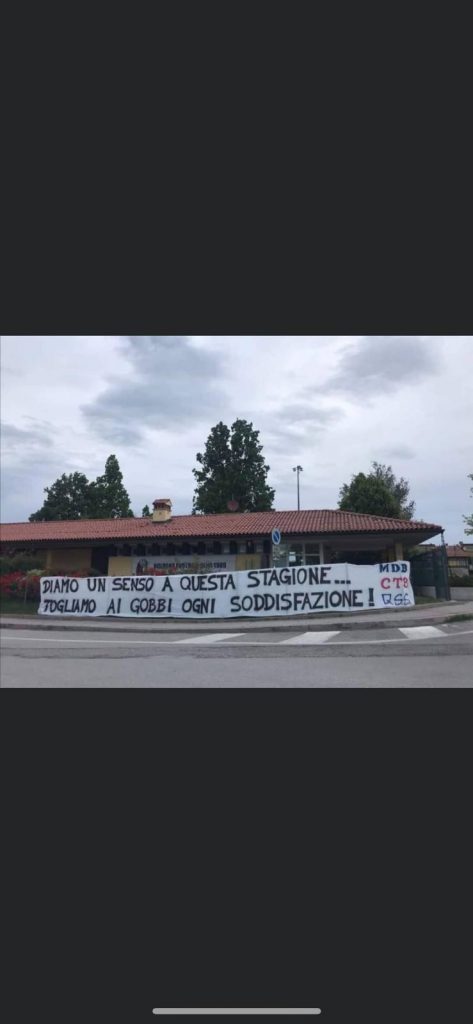 DIAMO UN SENSO A QUESTA STAGIONE...
TOGLIAMO AI GOBBI OGNI SODDISFAZIONE!
MDB
CT8